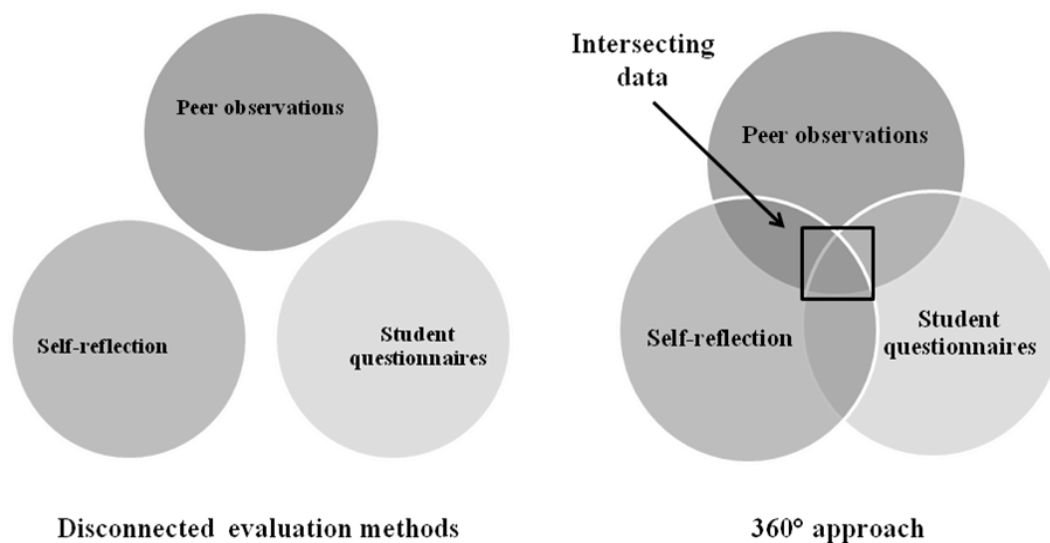 Peer observations
Self-reflection
Student
questionnaires
Disconnected evaluation methods
Intersecting
data
Peer observations
Self-reflection
Student
questionnaires
360° approach